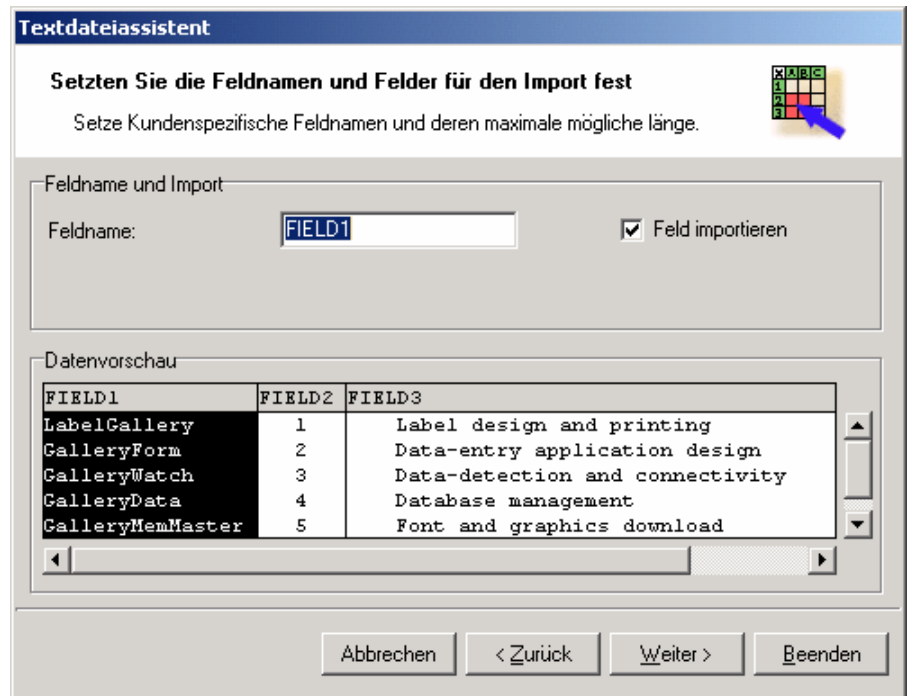 Textdateiassistent
Setzten Sie die Feldnamen und Felder für den Import fest
Setze Kundenspezifische Feldnamen und deren maximale mögliche länge.
X A B C
1
2
3
Feldname und Import
Feldname: FIELD1 Feld importieren
Datenvorschau
FIELD1 FIELD2 FIELD3
LabelGallery 1 Label design and printing
GalleryForm 2 Data-entry application design
GalleryWatch 3 Data-detection and connectivity
GalleryData 4 Database management
GalleryMemMaster 5 Font and graphics download
Abbrechen < Zurück Weiter > Beenden